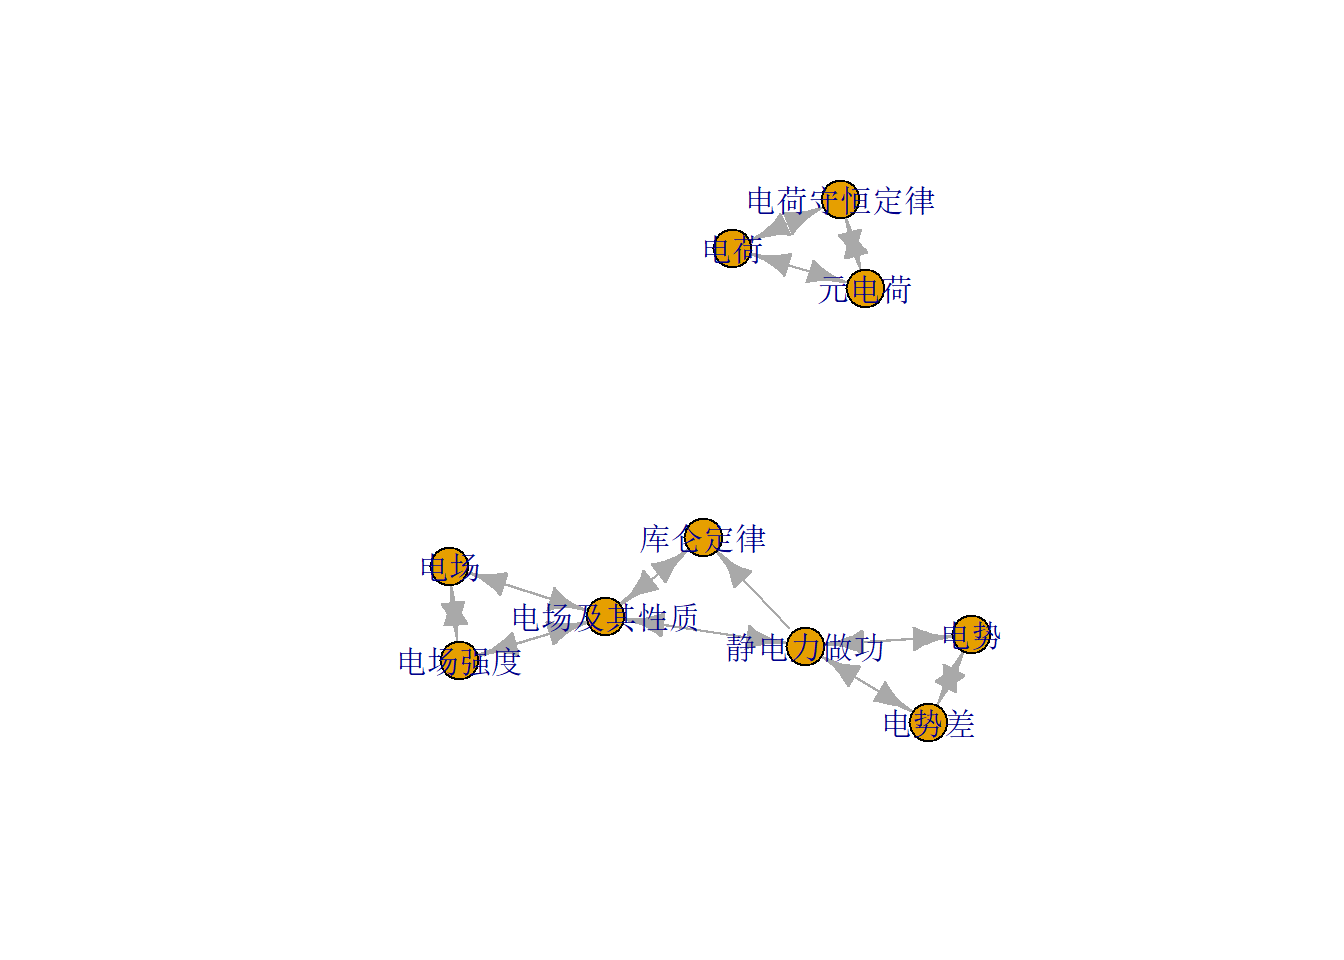 电荷守恒定律
电荷
元电荷
库仑定律
电场
电场及其性质
电势
静电力做功
电场强度
电势差